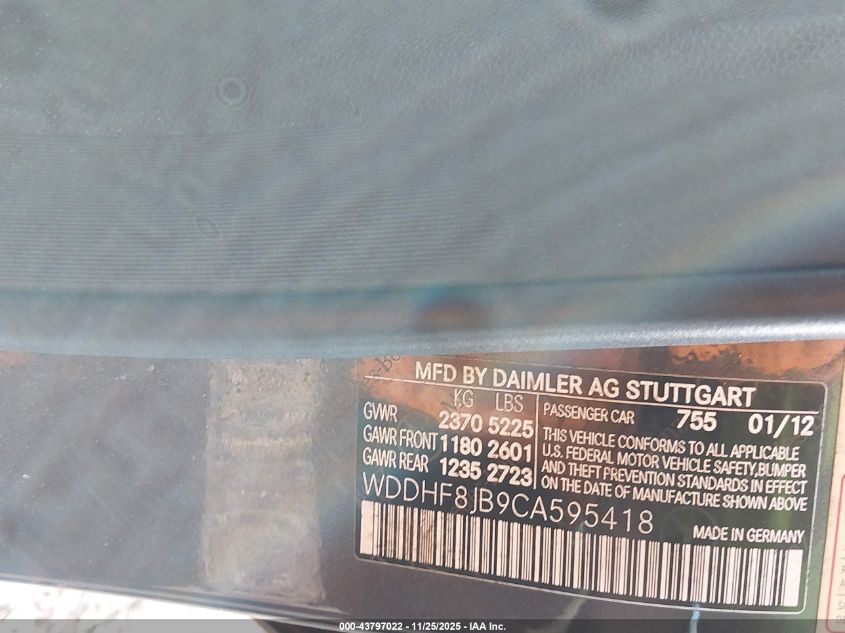 MFD BY DAIMLER AG STUTTGART
KG LBS
GVWR 2370 5225
GAWR FRONT 1180 2601
GAWR REAR 1235 2723
PASSENGER CAR 755 01/12
THIS VEHICLE CONFORMS TO ALL APPLICABLE
U.S. FEDERAL MOTOR VEHICLE SAFETY, BUMPER
AND THEFT PREVENTION STANDARDS IN EFFECT
ON THE DATE OF MANUFACTURE SHOWN ABOVE
WDDHF8JB9CA595418
MADE IN GERMANY
000-43797022 - 11/25/2025 - IAA Inc.